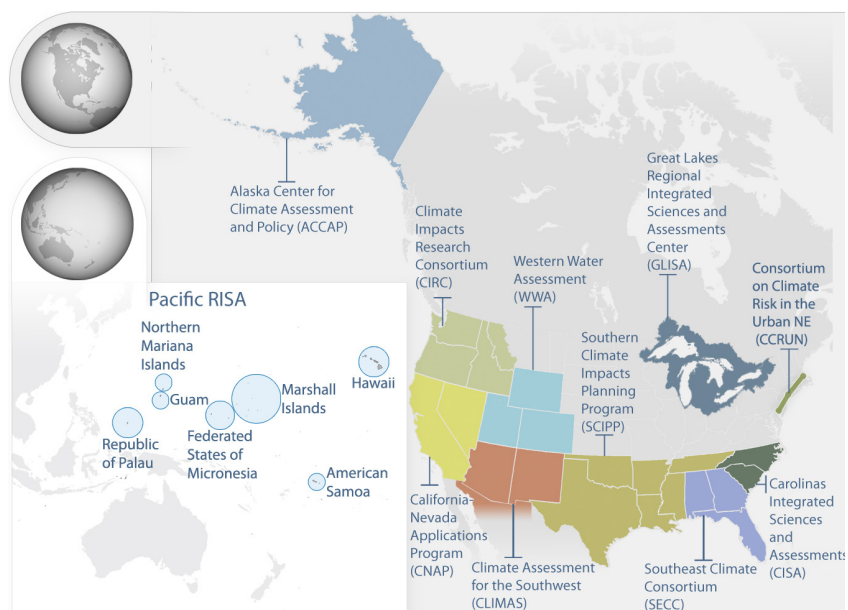 Alaska Center for
Climate Assessment
and Policy (ACCAP)
Climate
Impacts
Research
Consortium
(CIRC)
Western Water
Assessment
(WWA)
Great Lakes
Regional
Integrated
Sciences and
Assessments
Center
(GLISA)
Consortium
on Climate
Risk in the
Urban NE
(CCRUN)
Southern
Climate
Impacts
Planning
Program
(SCIPP)
Pacific RISA
Northern
Mariana
Islands
Guam
Republic
of Palau
Federated
States of
Micronesia
Marshall
Islands
Hawaii
American
Samoa
California-
Nevada
Applications
Program
(CNAP)
Climate Assessment
for the Southwest
(CLIMAS)
Southeast Climate
Consortium
(SECC)
Carolinas
Integrated
Sciences
and
Assessments
(CISA)